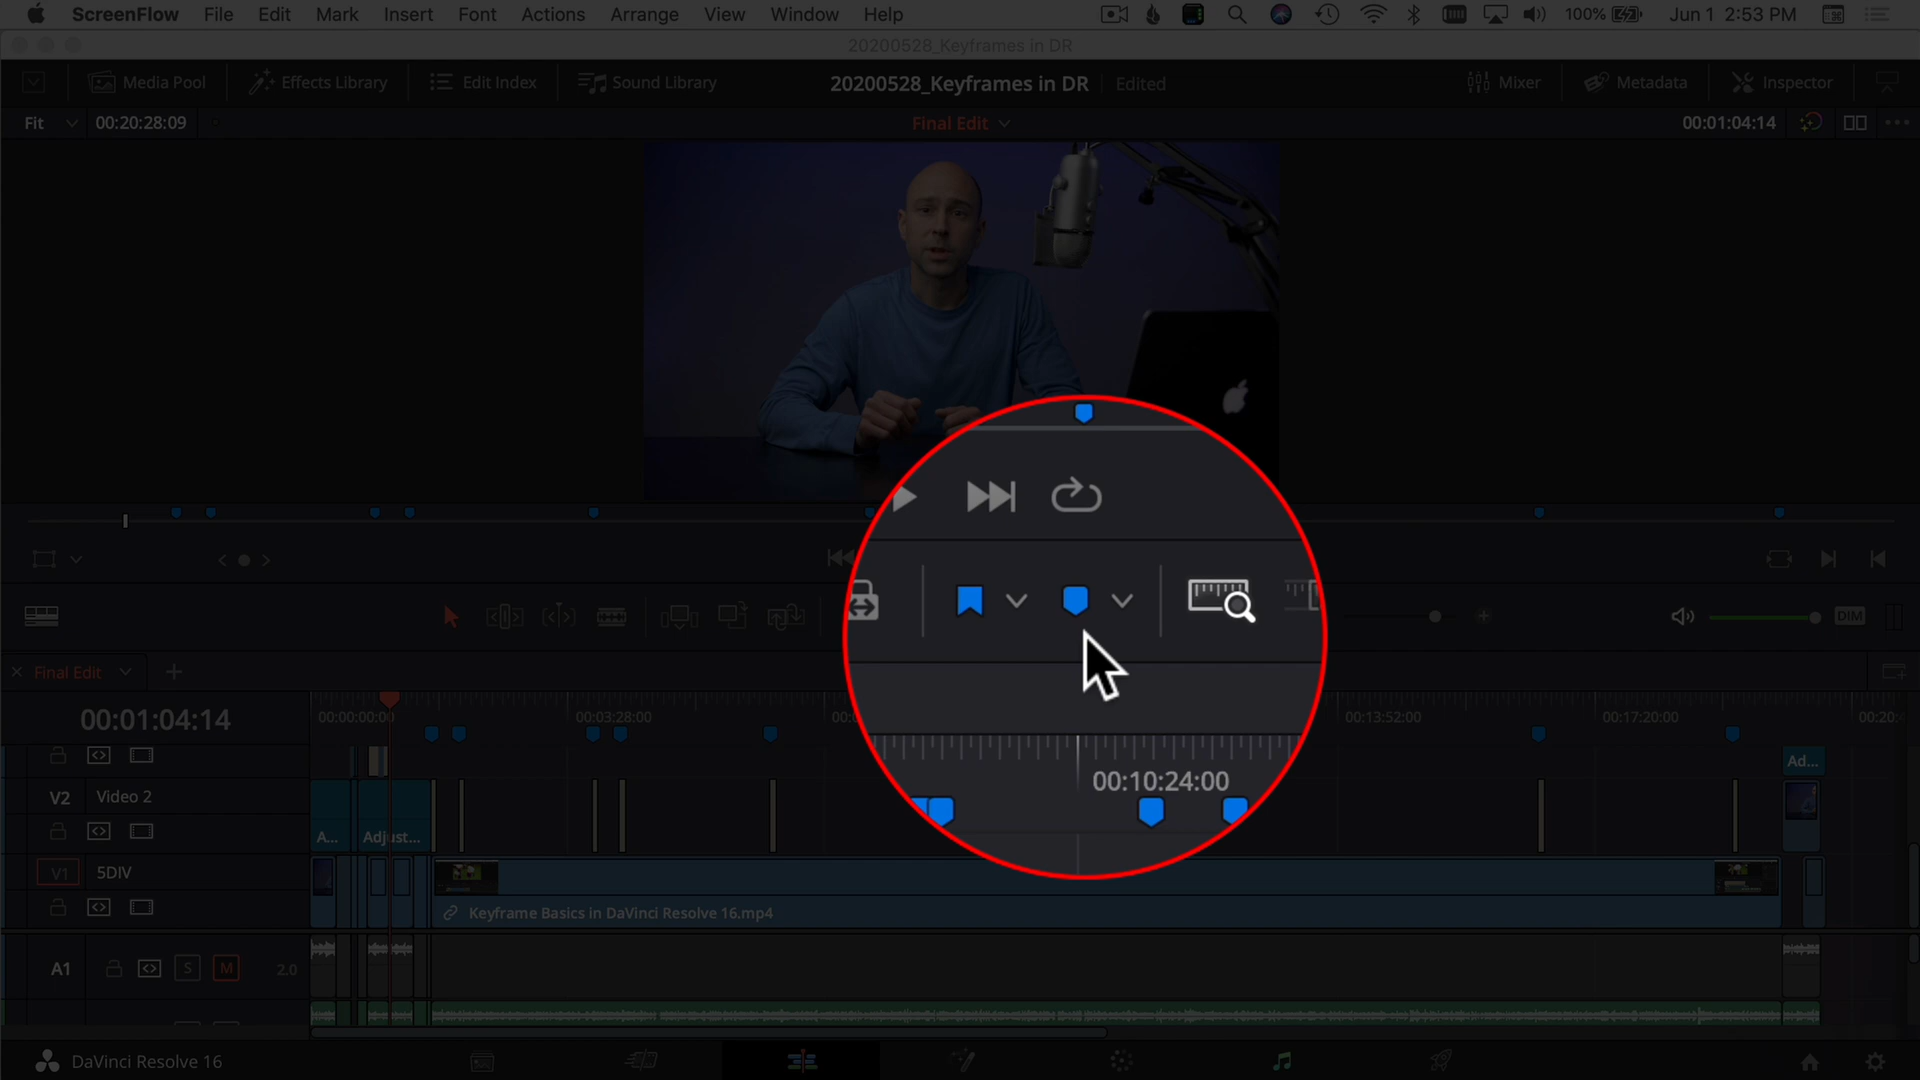 ScreenFlow File Edit Mark Insert Font Actions Arrange View Window Help 100% Jun 1 2:53 PM
20200528_Keyframes in DR
Media Pool Effects Library Edit Index Sound Library 20200528_Keyframes in DR Edited Mixer Metadata Inspector
Fit 00:20:28:09 Final Edit 00:01:04:14
DIM
Final Edit
00:01:04:14 00:00:00:00 00:03:28:00 00:10:24:00 00:13:52:00 00:17:20:00
Ad...
V2 Video 2
A... Adjust...
V1 5DIV
Keyframe Basics in DaVinci Resolve 16.mp4
A1 S M 2.0
DaVinci Resolve 16